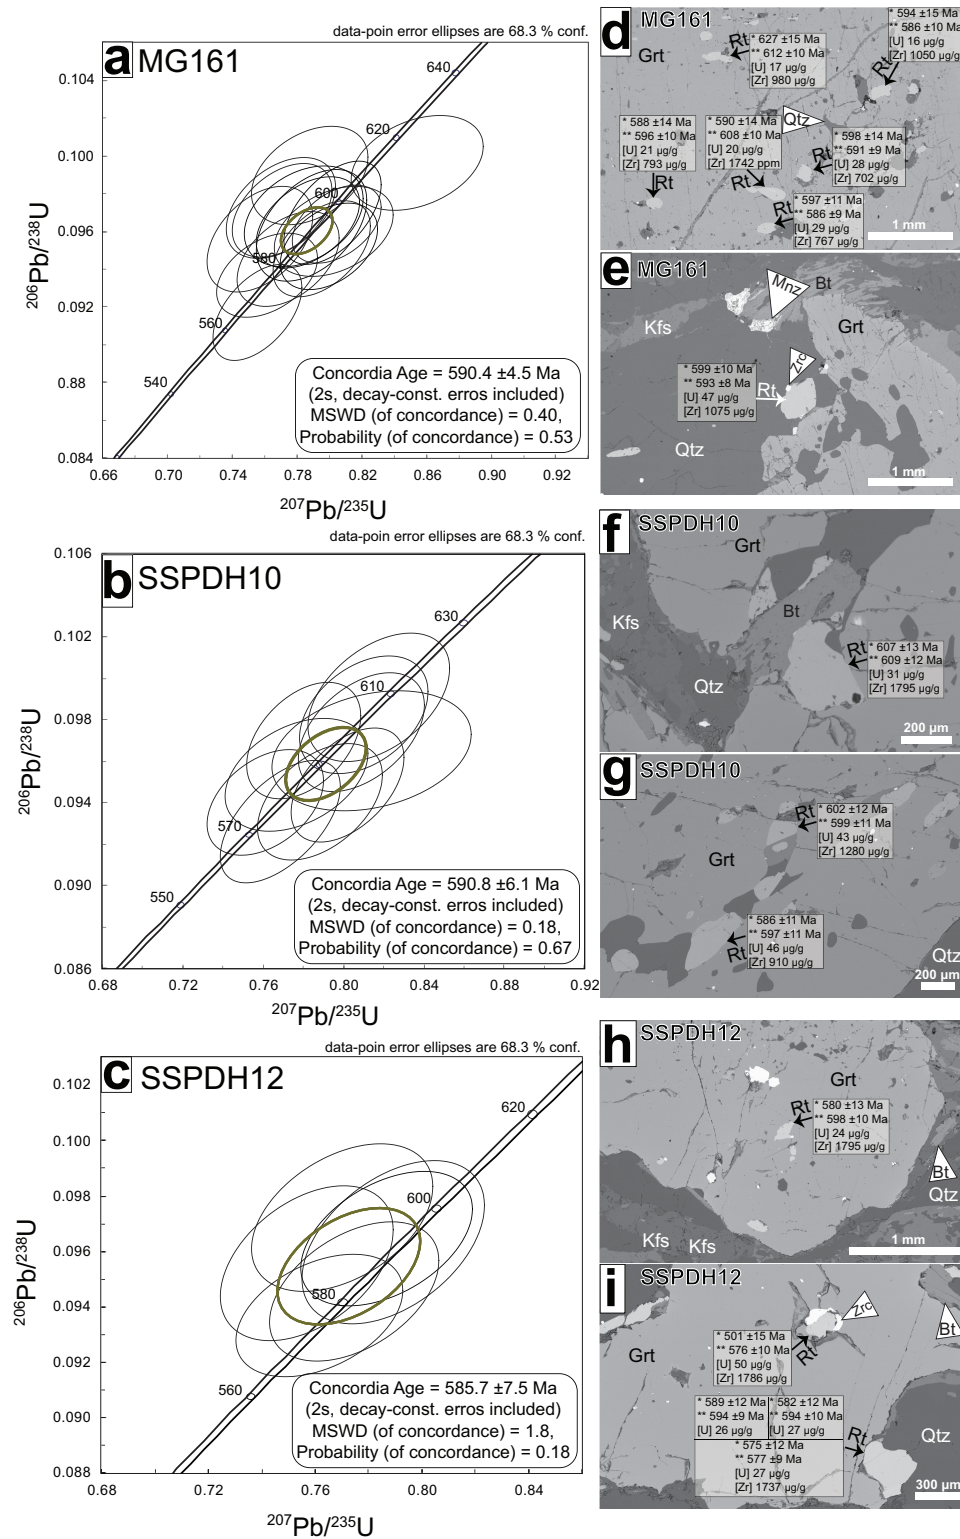 data-point error ellipses are 68.3 % conf.
a MG161
0.104
0.100
0.096
0.092
0.88
0.084
640
620
600
580
560
540
206Pb/238U
Concordia Age = 590.4 ±4.5 Ma
(2s, decay-const. erros included)
MSWD (of concordance) = 0.40,
Probability (of concordance) = 0.53
0.66 0.70 0.74 0.78 0.82 0.86 0.90
207Pb/235U
data-poin error ellipses are 68.3 % conf.
b SSPDH10
0.106
0.102
0.098
0.094
0.090
0.086
630
610
570
550
206Pb/238U
Concordia Age = 590.8 ±6.1 Ma
(2s, decay-const. erros included)
MSWD (of concordance) = 0.18,
Probability (of concordance) = 0.67
0.68 0.72 0.76 0.80 0.84 0.88 0.92
207Pb/235U
data-poin error ellipses are 68.3 % conf.
c SSPDH12
0.102
0.100
0.098
0.096
0.094
0.092
0.090
0.088
620
600
580
560
206Pb/238U
Concordia Age = 585.7 ±7.5 Ma
(2s, decay-const. erros included)
MSWD (of concordance) = 1.8,
Probability (of concordance) = 0.18
0.68 0.72 0.76 0.80 0.84
207Pb/235U
d MG161
Grt
Rt
* 627 ±15 Ma
** 612 ±10 Ma
[U] 17 µg/g
[Zr] 980 µg/g
* 594 ±15 Ma
** 586 ±10 Ma
[U] 16 µg/g
[Zr] 1050 µg/g
Rt
* 588 ±14 Ma
** 596 ±10 Ma
[U] 21 µg/g
[Zr] 793 µg/g
Rt
* 590 ±14 Ma
** 608 ±10 Ma
[U] 20 µg/g
[Zr] 1742 ppm
Rt
Qtz
* 598 ±14 Ma
** 591 ±9 Ma
[U] 28 µg/g
[Zr] 702 µg/g
Rt
* 597 ±11 Ma
** 586 ±9 Ma
[U] 29 µg/g
[Zr] 767 µg/g
Rt
1 mm
e MG161
Mnz
Bt
Kfs
Grt
Zrc
* 599 ±10 Ma
** 593 ±8 Ma
[U] 47 µg/g
[Zr] 1075 µg/g
Rt
Qtz
1 mm
f SSPDH10
Grt
Bt
Kfs
Qtz
Rt
* 607 ±13 Ma
** 609 ±12 Ma
[U] 31 µg/g
[Zr] 1795 µg/g
200 µm
g SSPDH10
Rt
* 602 ±12 Ma
** 599 ±11 Ma
[U] 43 µg/g
[Zr] 1280 µg/g
Grt
* 586 ±11 Ma
** 597 ±11 Ma
[U] 46 µg/g
[Zr] 910 µg/g
Rt
Qtz
200 µm
h SSPDH12
Grt
Rt
* 580 ±13 Ma
** 598 ±10 Ma
[U] 24 µg/g
[Zr] 1795 µg/g
Bt
Qtz
Kfs Kfs
1 mm
i SSPDH12
Zrc
Bt
Grt
* 501 ±15 Ma
** 576 ±10 Ma
[U] 50 µg/g
[Zr] 1786 µg/g
Rt
* 589 ±12 Ma
** 594 ±9 Ma
[U] 26 µg/g
* 582 ±12 Ma
** 594 ±10 Ma
[U] 27 µg/g
* 575 ±12 Ma
** 577 ±9 Ma
[U] 27 µg/g
[Zr] 1737 µg/g
Rt
Qtz
300 µm